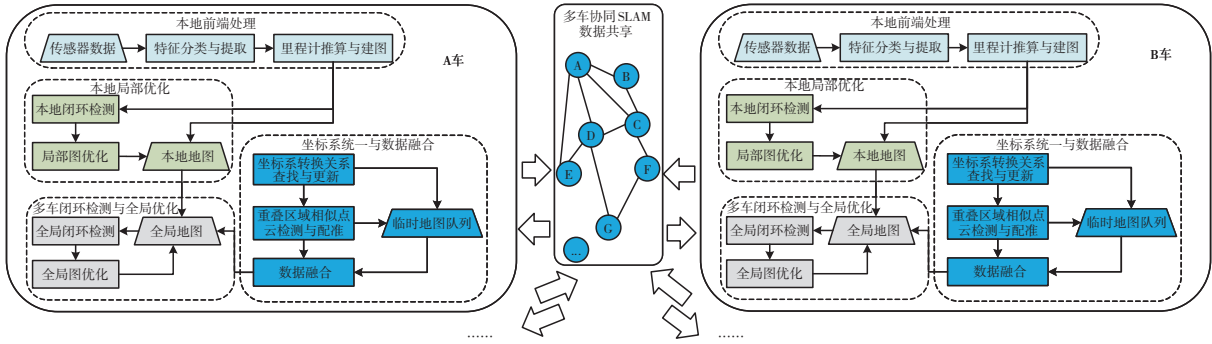 本地前端处理
传感器数据
特征分类与提取
里程计推算与建图
A车
本地局部优化
本地闭环检测
局部图优化
本地地图
坐标系统一与数据融合
坐标系转换关系
查找与更新
重叠区域相似点
云检测与配准
临时地图队列
数据融合
多车闭环检测与全局优化
全局闭环检测
全局地图
全局图优化
多车协同SLAM
数据共享
A
B
C
D
E
F
G
...
本地前端处理
传感器数据
特征分类与提取
里程计推算与建图
B车
本地局部优化
本地闭环检测
局部图优化
本地地图
坐标系统一与数据融合
坐标系转换关系
查找与更新
重叠区域相似点
云检测与配准
临时地图队列
数据融合
多车闭环检测与全局优化
全局闭环检测
全局地图
全局图优化
......
......